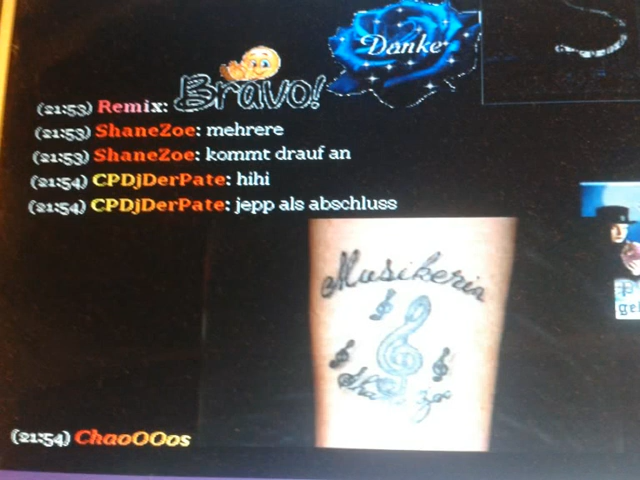 Danke
(21:53) Remix: Bravo!
(21:53) ShaneZoe: mehrere
(21:53) ShaneZoe: kommt drauf an
(21:54) CPDjDerPate: hihi
(21:54) CPDjDerPate: jepp als abschluss
Musikerin
(21:54) ChaoOOos